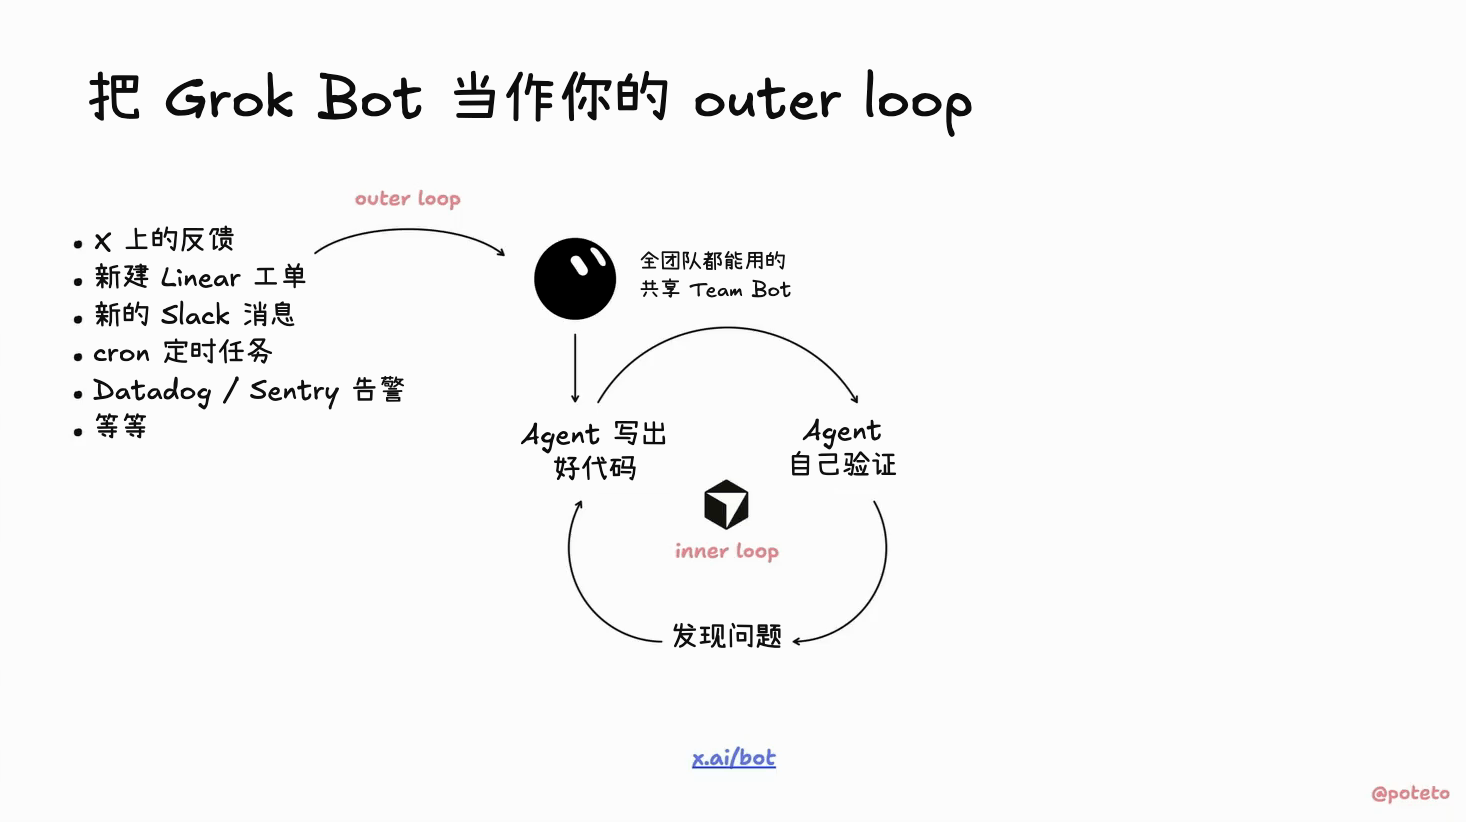 把 Grok Bot 当作你的 outer loop
outer loop
• X 上的反馈
• 新建 Linear 工单
• 新的 Slack 消息
• cron 定时任务
• Datadog / Sentry 告警
• 等等
全团队都能用的
共享 Team Bot
Agent 写出
好代码
Agent
自己验证
inner loop
发现问题
x.ai/bot
@poteto